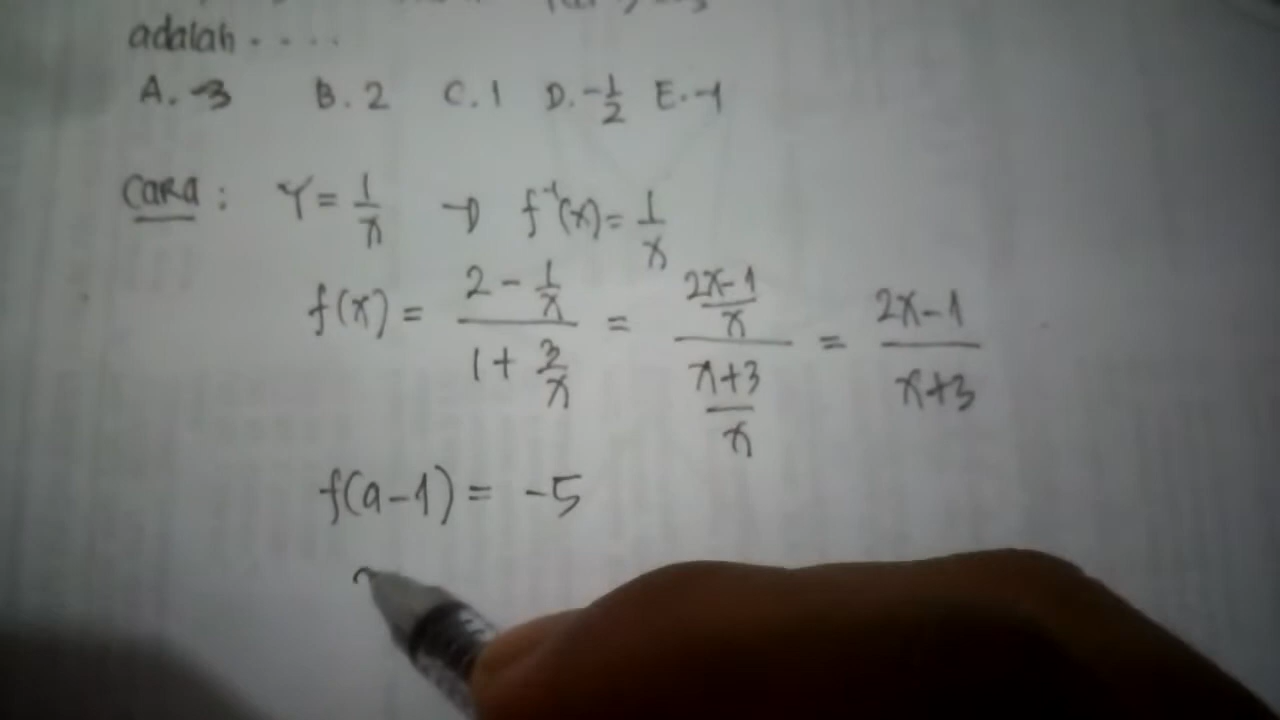 adalah....
A. -3 B. 2 C. 1 D. -1/2 E. -1
CARA : Y = 1/x → f⁻¹(x) = 1/x
f(x) = (2 - 1/x)/(1 + 3/x) = ((2x-1)/x)/((x+3)/x) = (2x-1)/(x+3)
f(a-1) = -5